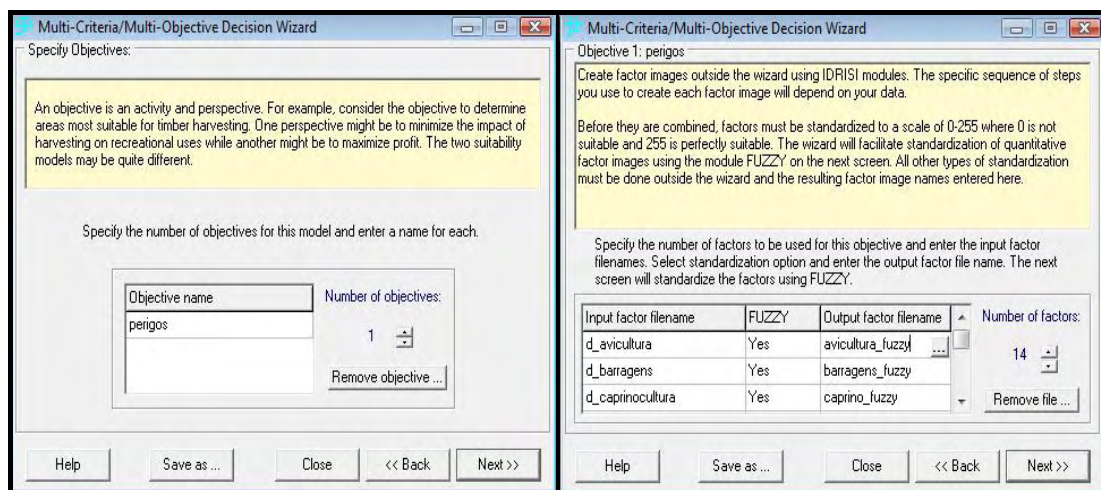 Multi-Criteria/Multi-Objective Decision Wizard
Specify Objectives:
An objective is an activity and perspective. For example, consider the objective to determine
areas most suitable for timber harvesting. One perspective might be to minimize the impact of
harvesting on recreational uses while another might be to maximize profit. The two suitability
models may be quite different.
Specify the number of objectives for this model and enter a name for each.
Objective name
perigos
Number of objectives:
1
Remove objective ...
Help
Save as ...
Close
<< Back
Next >>
Multi-Criteria/Multi-Objective Decision Wizard
Objective 1: perigos
Create factor images outside the wizard using IDRISI modules. The specific sequence of steps
you use to create each factor image will depend on your data.
Before they are combined, factors must be standardized to a scale of 0-255 where 0 is not
suitable and 255 is perfectly suitable. The wizard will facilitate standardization of quantitative
factor images using the module FUZZY on the next screen. All other types of standardization
must be done outside the wizard and the resulting factor image names entered here.
Specify the number of factors to be used for this objective and enter the input factor
filenames. Select standardization option and enter the output factor file name. The next
screen will standardize the factors using FUZZY.
Input factor filename FUZZY Output factor filename
d_avicultura Yes avicultura_fuzzy ...
d_barragens Yes barragens_fuzzy
d_caprinocultura Yes caprino_fuzzy
Number of factors:
14
Remove file ...
Help
Save as ...
Close
<< Back
Next >>